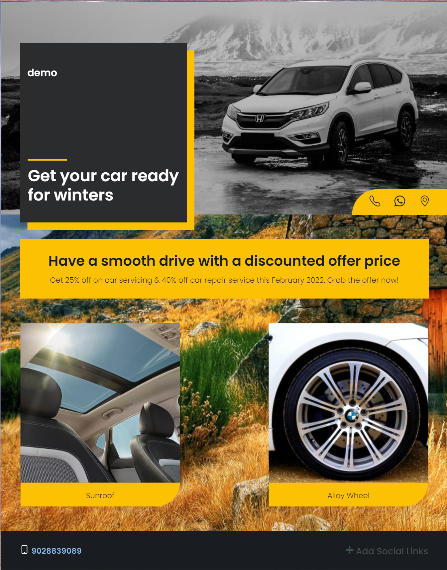 demo
Get your car ready
for winters
Have a smooth drive with a discounted offer price
Get 25% off on car servicing & 40% off car repair service this February 2022. Grab the offer now!
Sunroof
Alloy Wheel
9028839089
+ Add Social Links